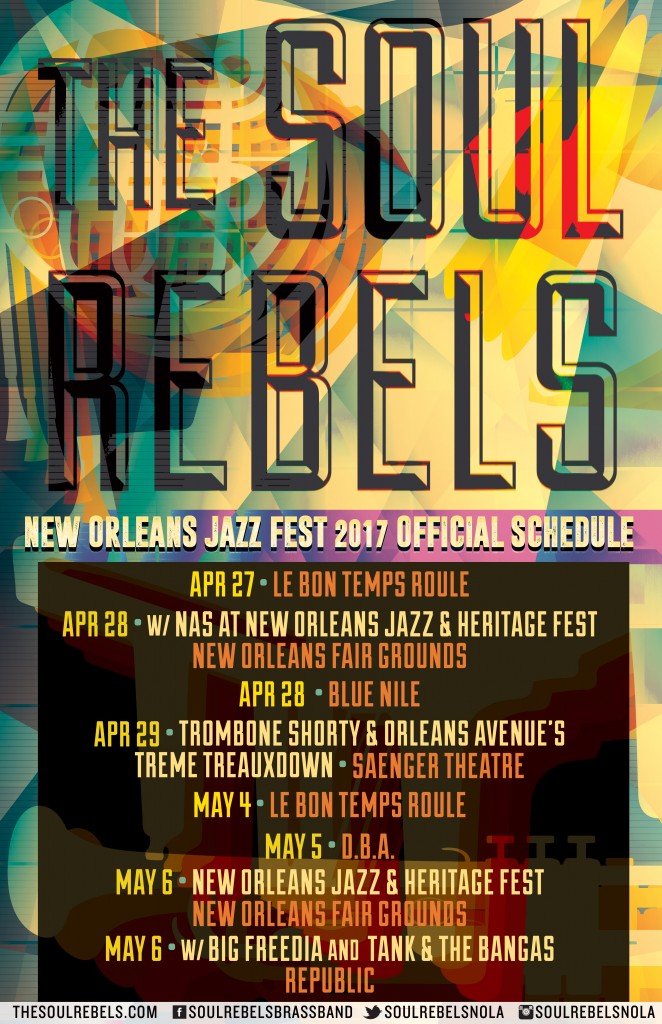 THE SOUL
REBELS
NEW ORLEANS JAZZ FEST 2017 OFFICIAL SCHEDULE
APR 27 • LE BON TEMPS ROULE
APR 28 • W/ NAS AT NEW ORLEANS JAZZ & HERITAGE FEST
NEW ORLEANS FAIR GROUNDS
APR 28 • BLUE NILE
APR 29 • TROMBONE SHORTY & ORLEANS AVENUE'S
TREME TREAUXDOWN • SAENGER THEATRE
MAY 4 • LE BON TEMPS ROULE
MAY 5 • D.B.A.
MAY 6 • NEW ORLEANS JAZZ & HERITAGE FEST
NEW ORLEANS FAIR GROUNDS
MAY 6 • W/ BIG FREEDIA AND TANK & THE BANGAS
REPUBLIC
THESOULREBELS.COM SOULREBELSBRASSBAND SOULREBELSNOLA SOULREBELSNOLA